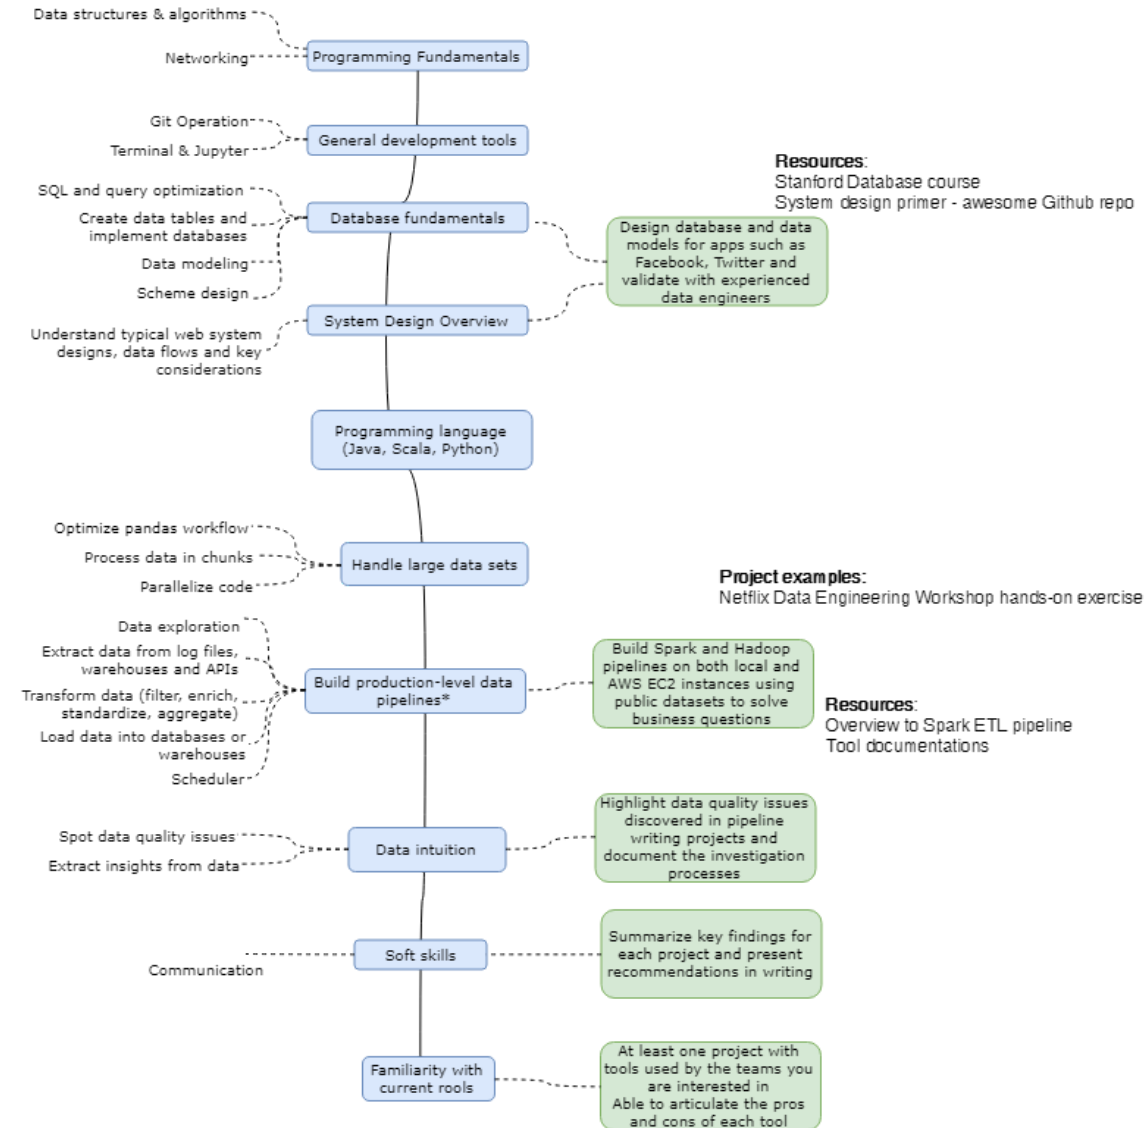 Data structures & algorithms
Networking
Programming Fundamentals
Git Operation
Terminal & Jupyter
General development tools
SQL and query optimization
Create data tables and
implement databases
Data modeling
Scheme design
Database fundamentals
Resources:
Stanford Database course
System design primer - awesome Github repo
Design database and data
models for apps such as
Facebook, Twitter and
validate with experienced
data engineers
System Design Overview
Understand typical web system
designs, data flows and key
considerations
Programming language
(Java, Scala, Python)
Optimize pandas workflow
Process data in chunks
Parallelize code
Handle large data sets
Project examples:
Netflix Data Engineering Workshop hands-on exercise
Data exploration
Extract data from log files,
warehouses and APIs
Transform data (filter, enrich,
standardize, aggregate)
Load data into databases or
warehouses
Scheduler
Build production-level data
pipelines*
Build Spark and Hadoop
pipelines on both local and
AWS EC2 instances using
public datasets to solve
business questions
Resources:
Overview to Spark ETL pipeline
Tool documentations
Spot data quality issues
Extract insights from data
Data intuition
Highlight data quality issues
discovered in pipeline
writing projects and
document the investigation
processes
Communication
Soft skills
Summarize key findings for
each project and present
recommendations in writing
Familiarity with
current rools
At least one project with
tools used by the teams you
are interested in
Able to articulate the pros
and cons of each tool